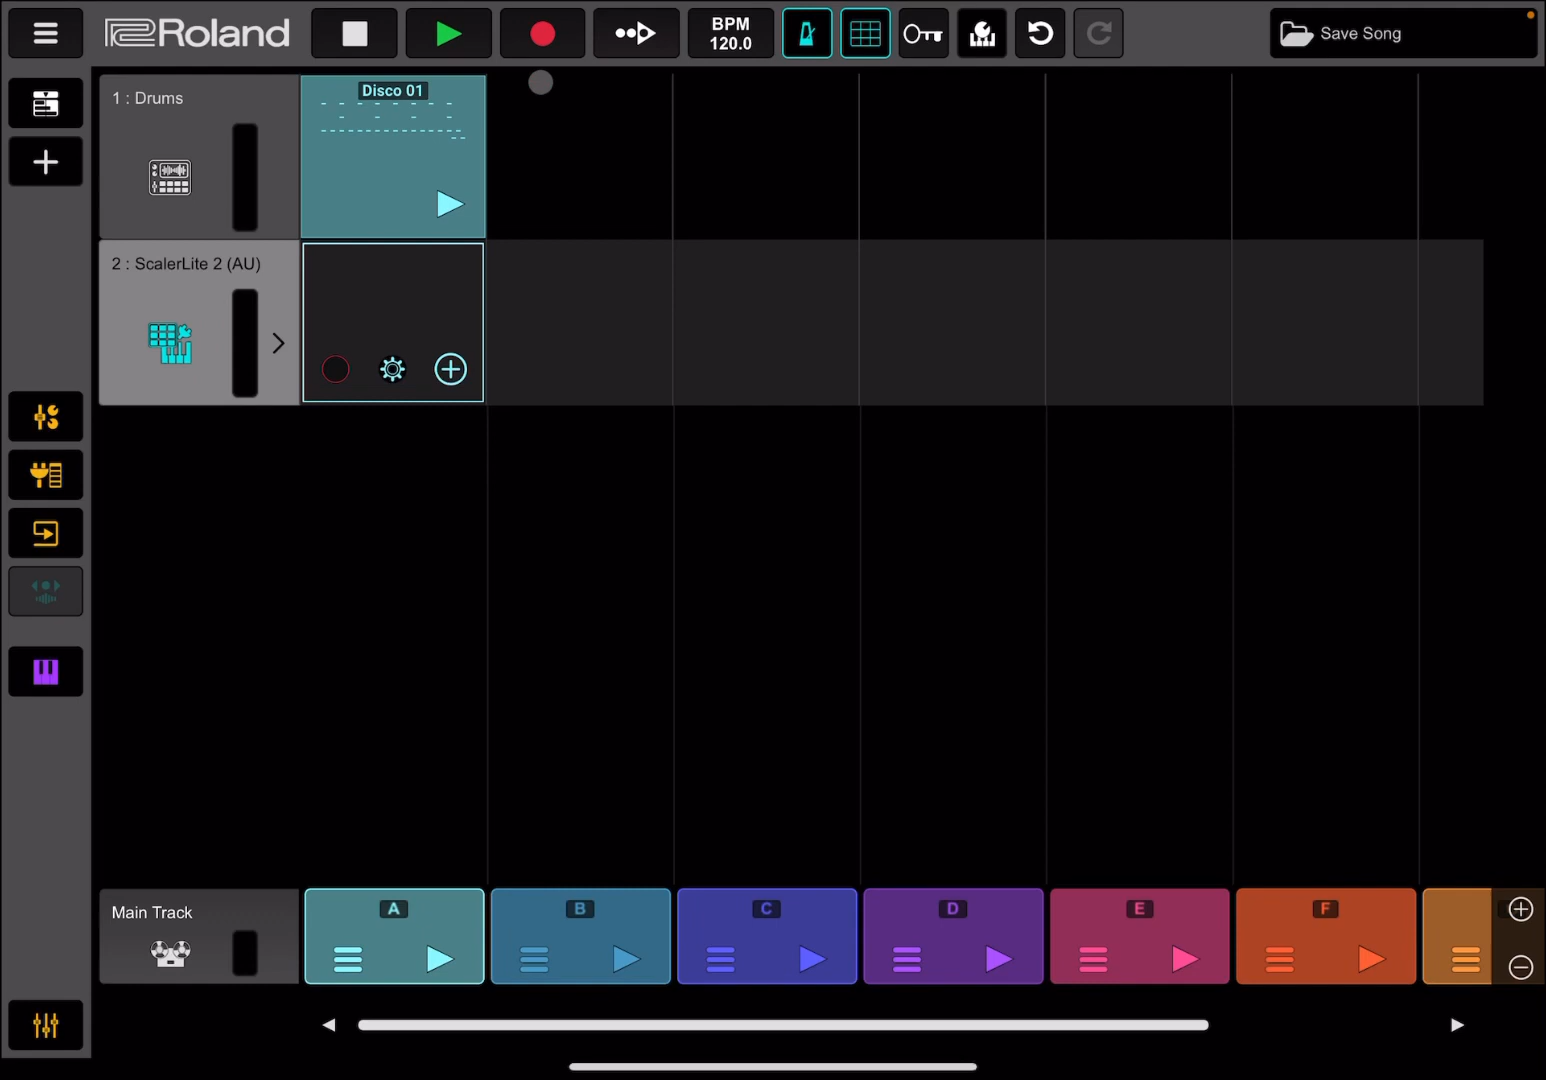 Roland
BPM
120.0
Save Song
1 : Drums
Disco 01
2 : ScalerLite 2 (AU)
Main Track
A
B
C
D
E
F